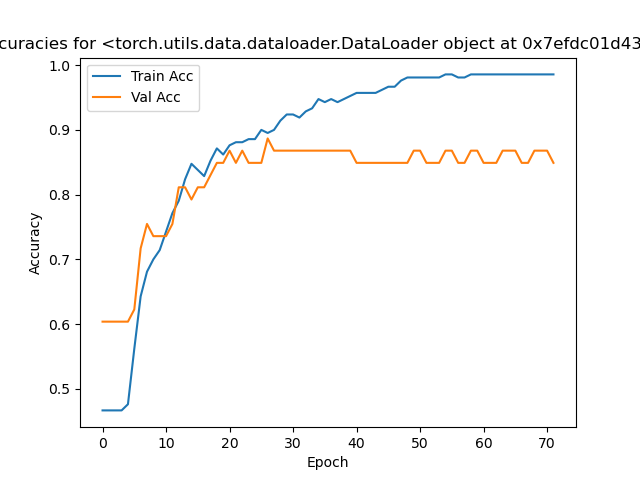 curacies for <torch.utils.data.dataloader.DataLoader object at 0x7efdc01d43
1.0
Train Acc
Val Acc
0.9
0.8
0.7
0.6
0.5
Accuracy
0 10 20 30 40 50 60 70
Epoch